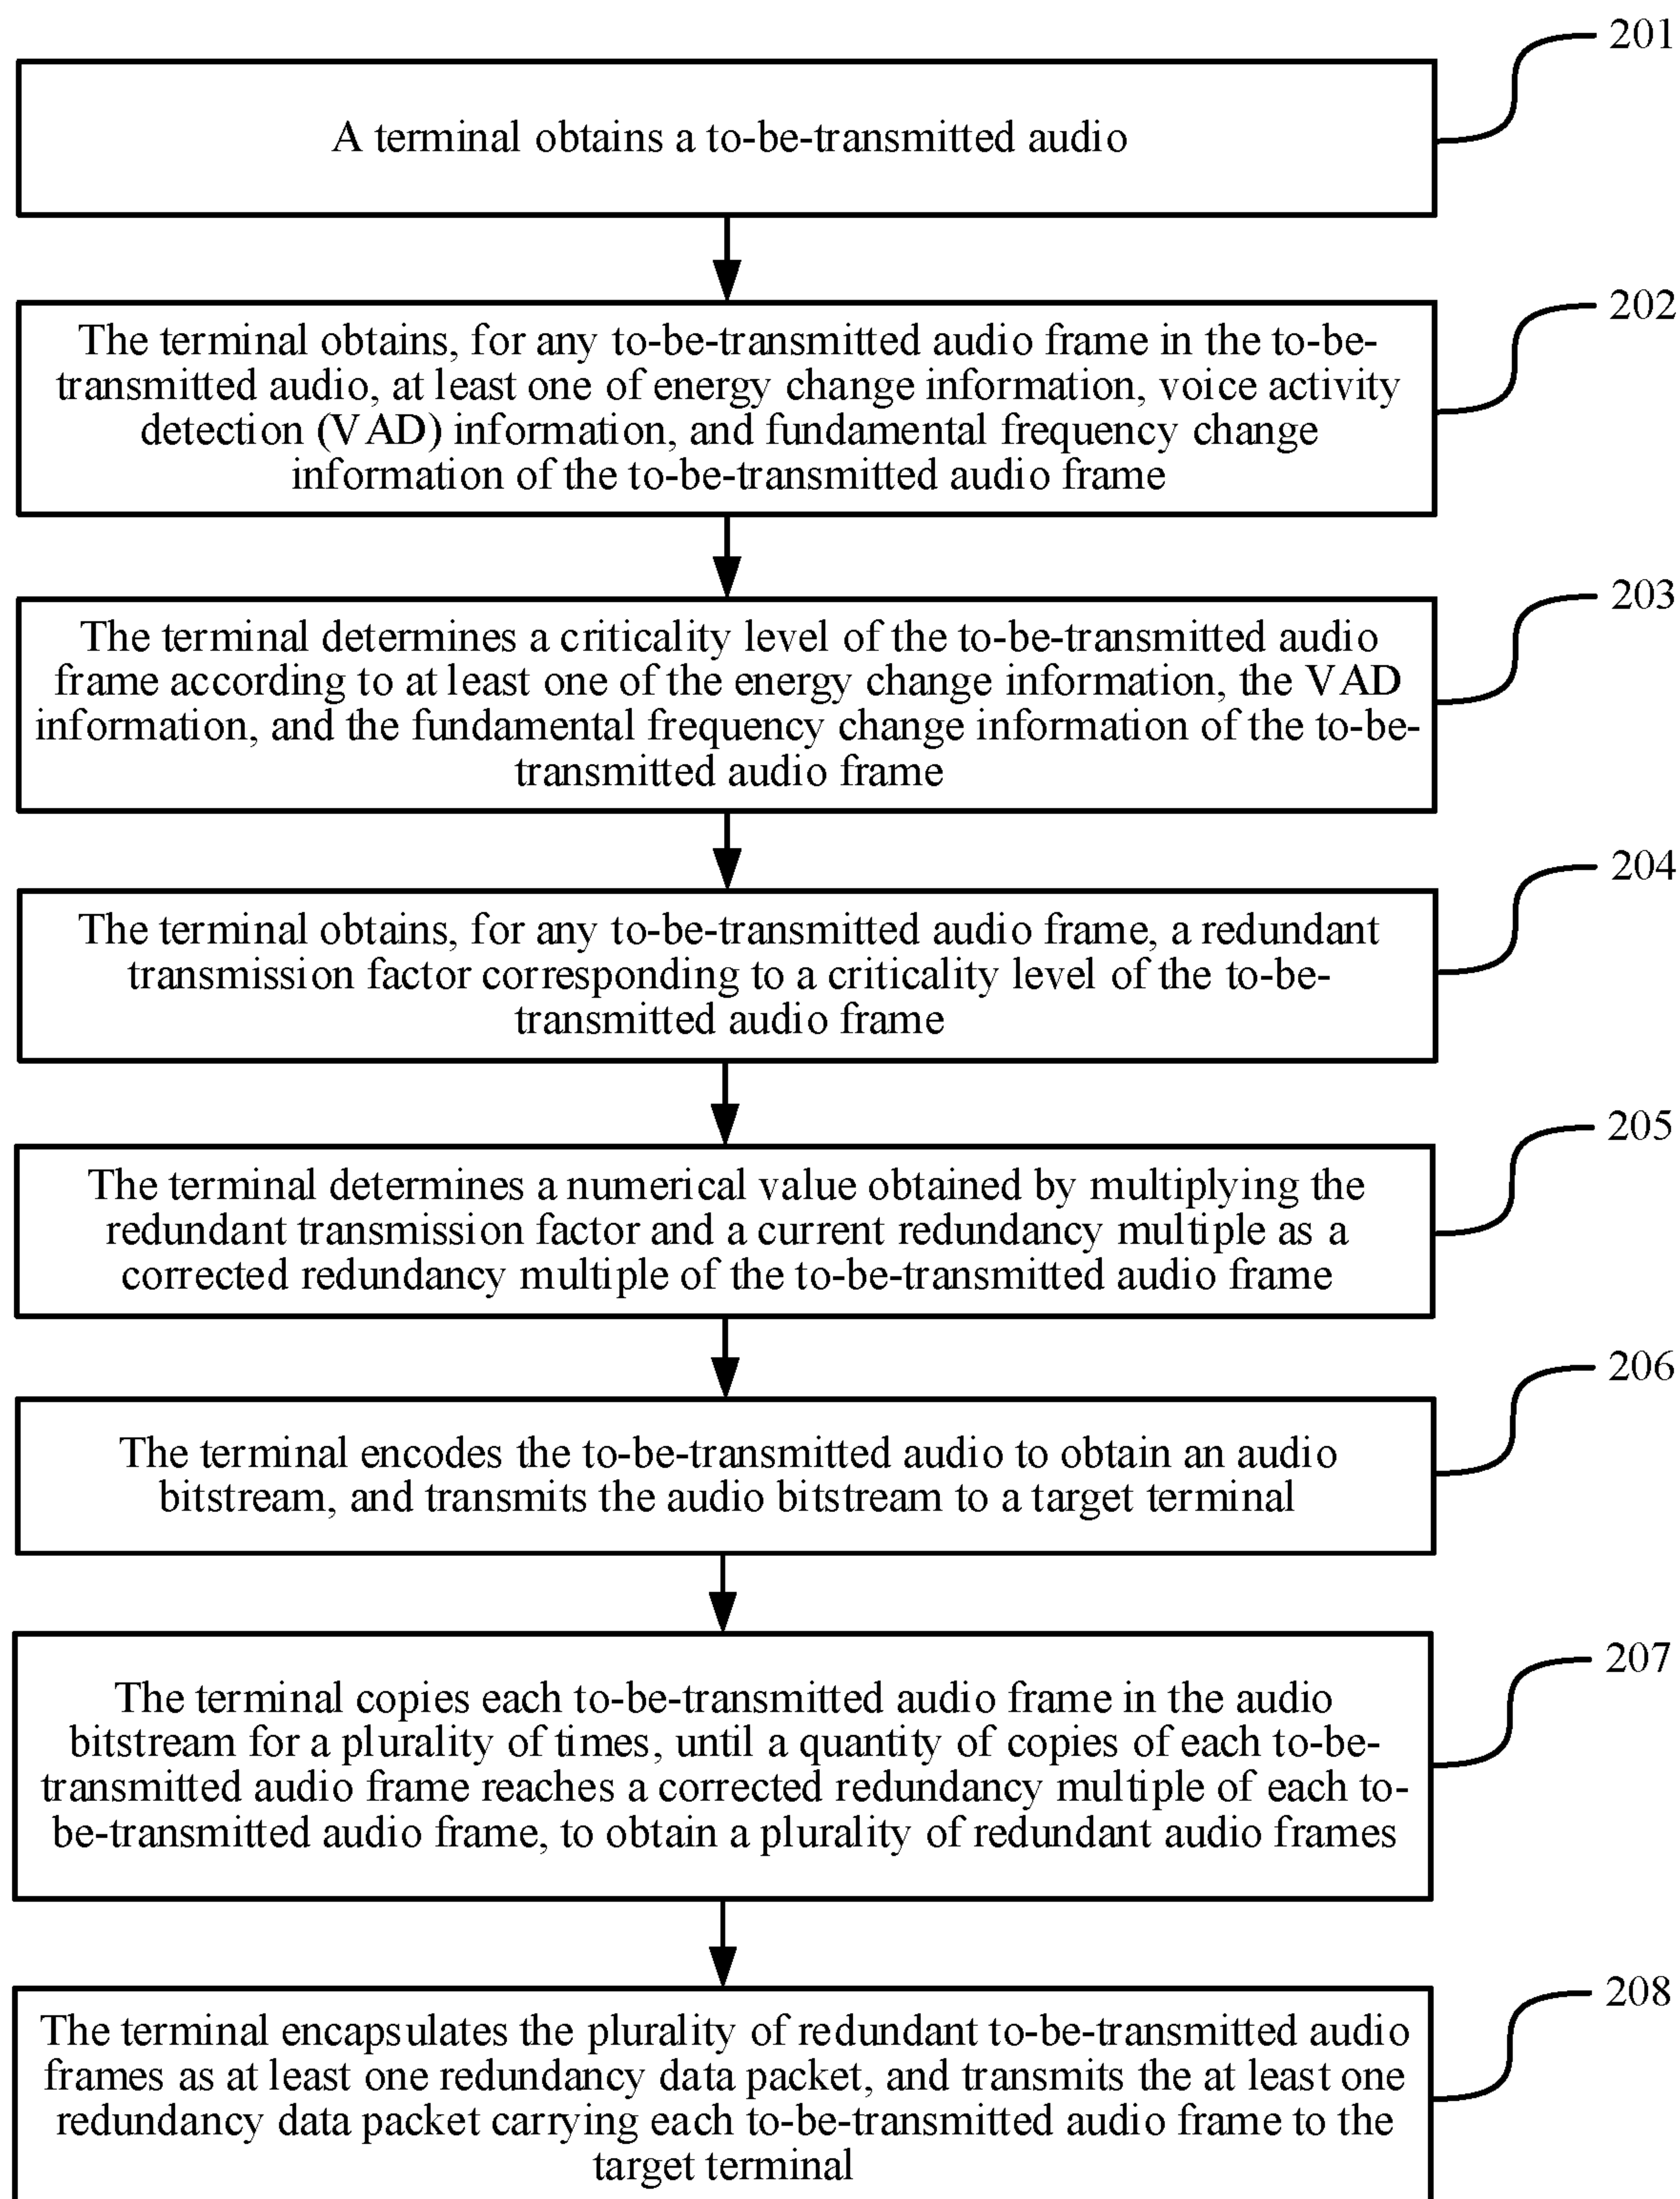 201
A terminal obtains a to-be-transmitted audio
202
The terminal obtains, for any to-be-transmitted audio frame in the to-be-
transmitted audio, at least one of energy change information, voice activity
detection (VAD) information, and fundamental frequency change
information of the to-be-transmitted audio frame
203
The terminal determines a criticality level of the to-be-transmitted audio
frame according to at least one of the energy change information, the VAD
information, and the fundamental frequency change information of the to-be-
transmitted audio frame
204
The terminal obtains, for any to-be-transmitted audio frame, a redundant
transmission factor corresponding to a criticality level of the to-be-
transmitted audio frame
205
The terminal determines a numerical value obtained by multiplying the
redundant transmission factor and a current redundancy multiple as a
corrected redundancy multiple of the to-be-transmitted audio frame
206
The terminal encodes the to-be-transmitted audio to obtain an audio
bitstream, and transmits the audio bitstream to a target terminal
207
The terminal copies each to-be-transmitted audio frame in the audio
bitstream for a plurality of times, until a quantity of copies of each to-be-
transmitted audio frame reaches a corrected redundancy multiple of each to-
be-transmitted audio frame, to obtain a plurality of redundant audio frames
208
The terminal encapsulates the plurality of redundant to-be-transmitted audio
frames as at least one redundancy data packet, and transmits the at least one
redundancy data packet carrying each to-be-transmitted audio frame to the
target terminal